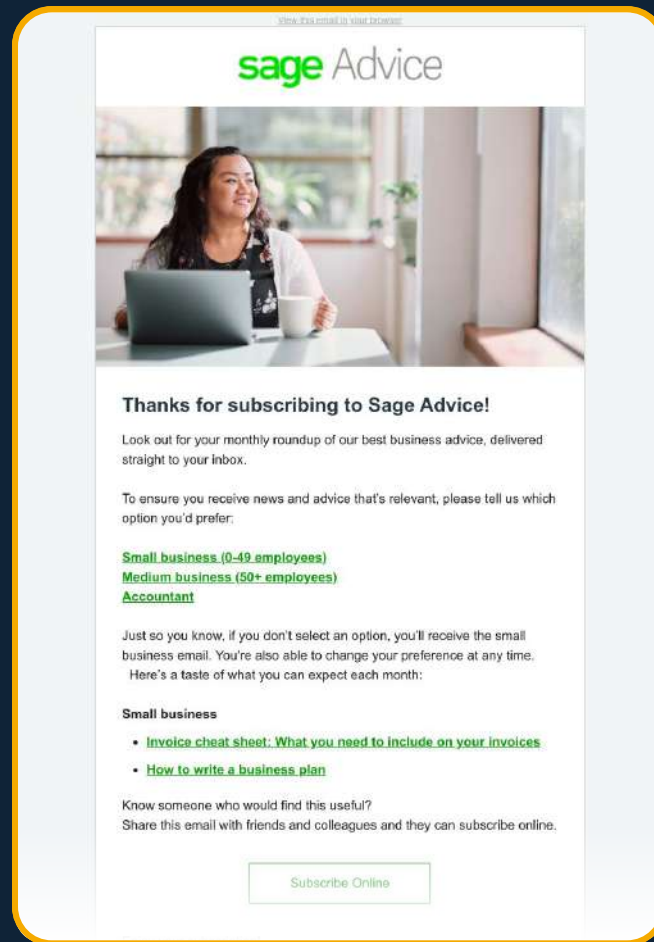 View this email in your browser
sage Advice
Thanks for subscribing to Sage Advice!
Look out for your monthly roundup of our best business advice, delivered
straight to your inbox.
To ensure you receive news and advice that's relevant, please tell us which
option you'd prefer:
Small business (0-49 employees)
Medium business (50+ employees)
Accountant
Just so you know, if you don't select an option, you'll receive the small
business email. You're also able to change your preference at any time.
Here's a taste of what you can expect each month:
Small business
• Invoice cheat sheet: What you need to include on your invoices
• How to write a business plan
Know someone who would find this useful?
Share this email with friends and colleagues and they can subscribe online.
Subscribe Online